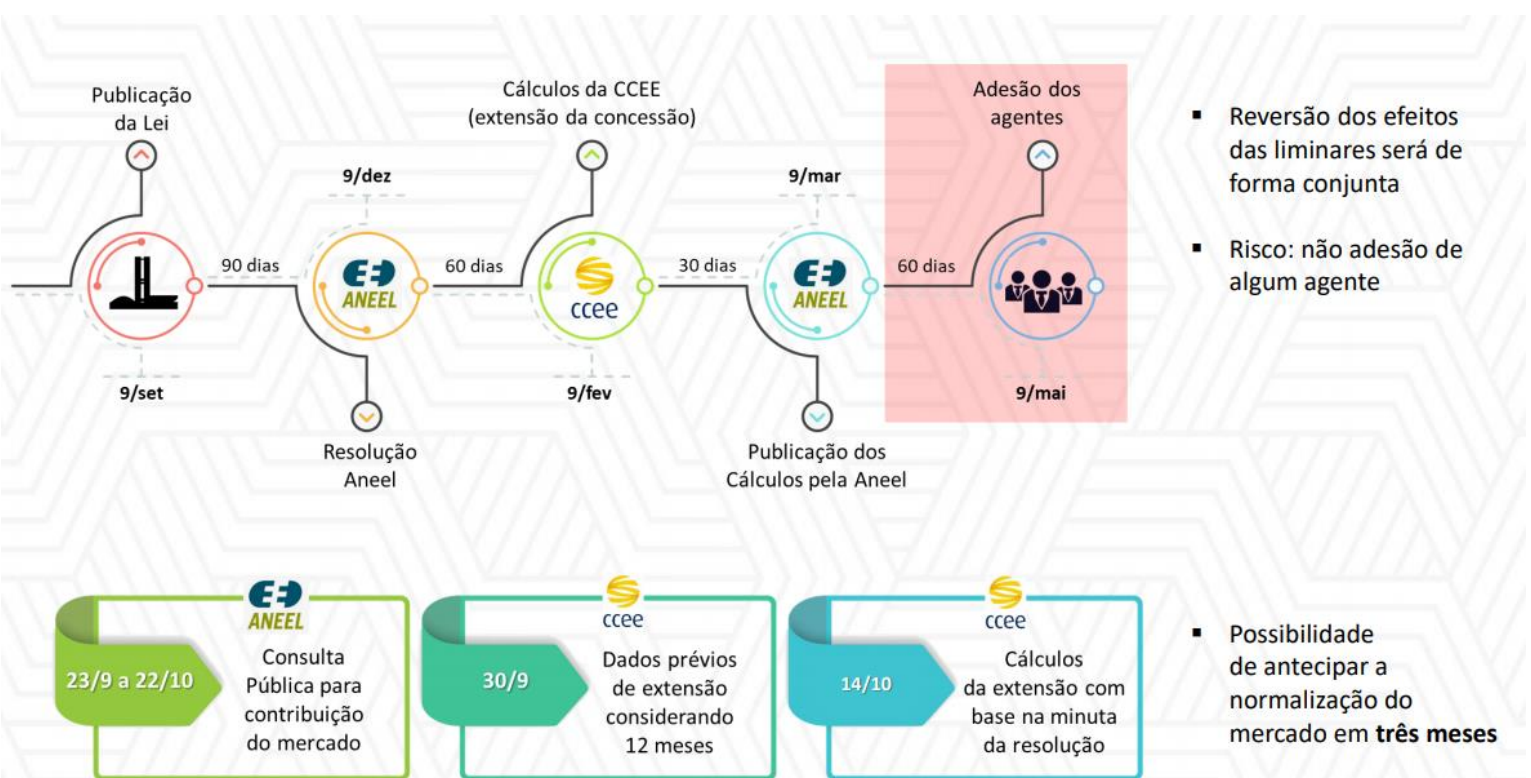 Publicação
da Lei
9/set
90 dias
9/dez
ANEEL
Resolução
Aneel
60 dias
Cálculos da CCEE
(extensão da concessão)
ccee
9/fev
30 dias
9/mar
ANEEL
Publicação dos
Cálculos pela Aneel
60 dias
Adesão dos
agentes
9/mai
▪ Reversão dos efeitos
das liminares será de
forma conjunta
▪ Risco: não adesão de
algum agente
ANEEL
23/9 a 22/10
Consulta
Pública para
contribuição
do mercado
ccee
30/9
Dados prévios
de extensão
considerando
12 meses
ccee
14/10
Cálculos
da extensão com
base na minuta
da resolução
▪ Possibilidade
de antecipar a
normalização do
mercado em três meses